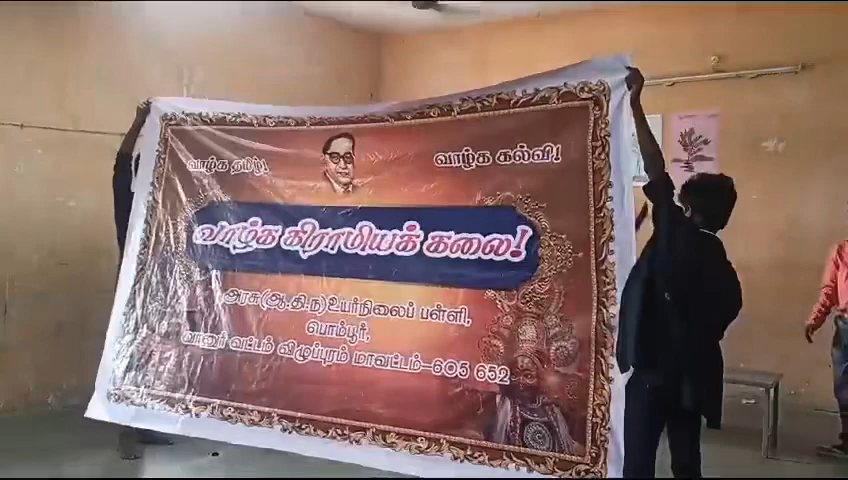 வாழ்க தமிழ்! வாழ்க கல்வி!
வாழ்க கிராமியக் கலை!
அரசு(ஆ.தி.ந)உயர்நிலைப் பள்ளி,
பொம்பூர்
வானூர் வட்டம் விழுப்புரம் மாவட்டம்-605 652